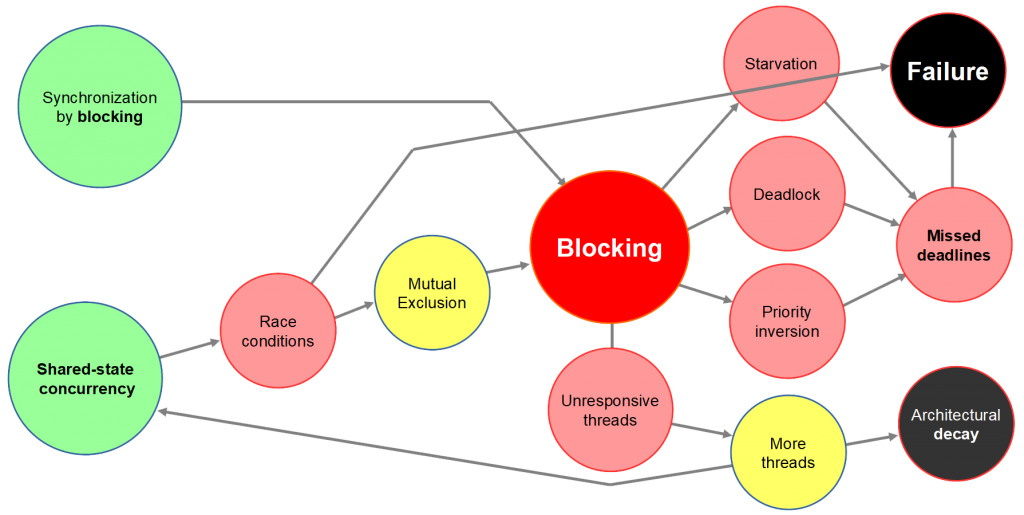 Synchronization
by blocking
Starvation
Failure
Deadlock
Blocking
Missed
deadlines
Mutual
Exclusion
Race
conditions
Priority
inversion
Shared-state
concurrency
Unresponsive
threads
More
threads
Architectural
decay